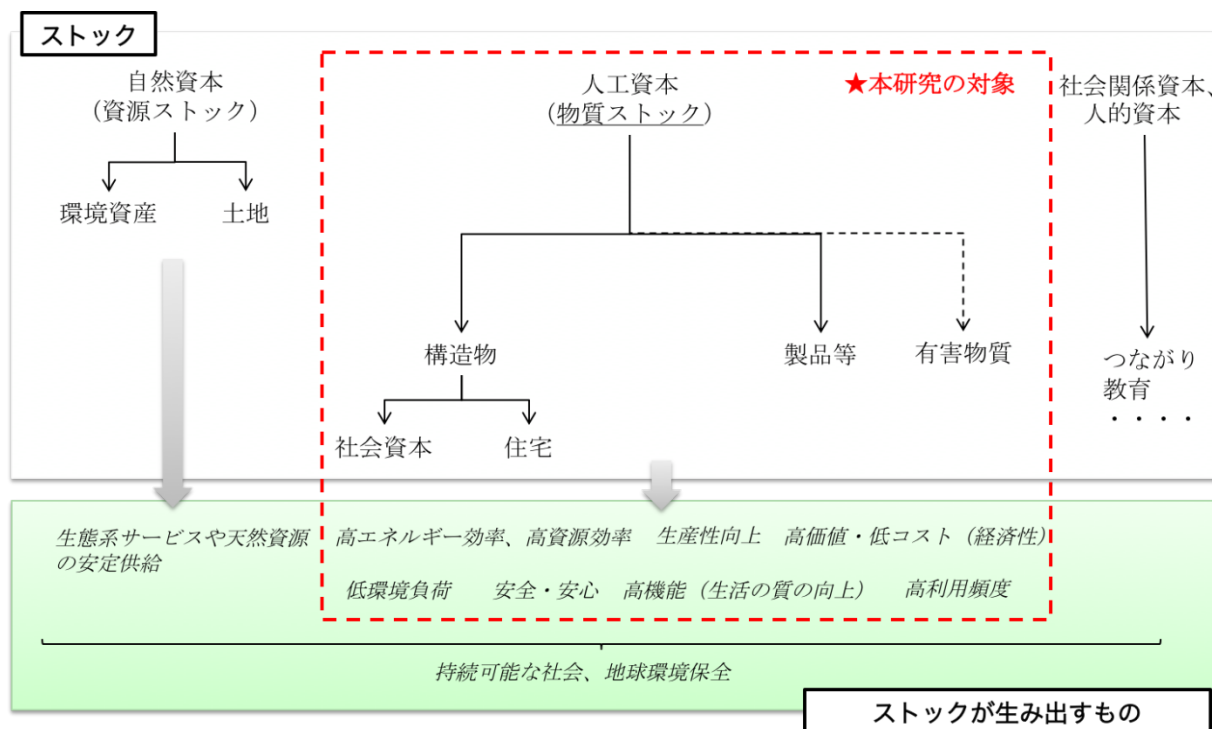 ストック
自然資本
（資源ストック）
人工資本
（物質ストック）
★本研究の対象
社会関係資本、
人的資本
環境資産
土地
構造物
製品等
有害物質
つながり
教育
・・・・
社会資本
住宅
生態系サービスや天然資源
の安定供給
高エネルギー効率、高資源効率
生産性向上
高価値・低コスト（経済性）
低環境負荷
安全・安心
高機能（生活の質の向上）
高利用頻度
持続可能な社会、地球環境保全
ストックが生み出すもの